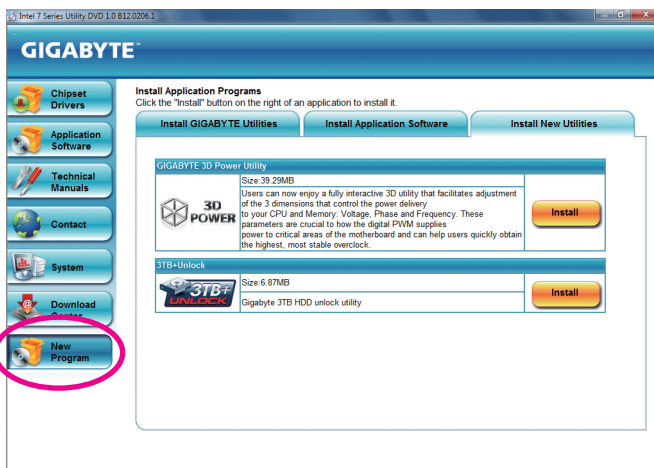 Intel 7 Series Utility DVD 1.0 B12.0206.1
GIGABYTE™
Chipset
Drivers
Application
Software
Technical
Manuals
Contact
System
Download
Center
New
Program
Install Application Programs
Click the "Install" button on the right of an application to install it.
Install GIGABYTE Utilities
Install Application Software
Install New Utilities
GIGABYTE 3D Power Utility
3D
POWER
Size:39.29MB
Users can now enjoy a fully interactive 3D utility that facilitates adjustment
of the 3 dimensions that control the power delivery
to your CPU and Memory: Voltage, Phase and Frequency. These
parameters are crucial to how the digital PWM supplies
power to critical areas of the motherboard and can help users quickly obtain
the highest, most stable overclock.
Install
3TB+Unlock
3TB+
UNLOCK
Size:6.87MB
Gigabyte 3TB HDD unlock utility
Install